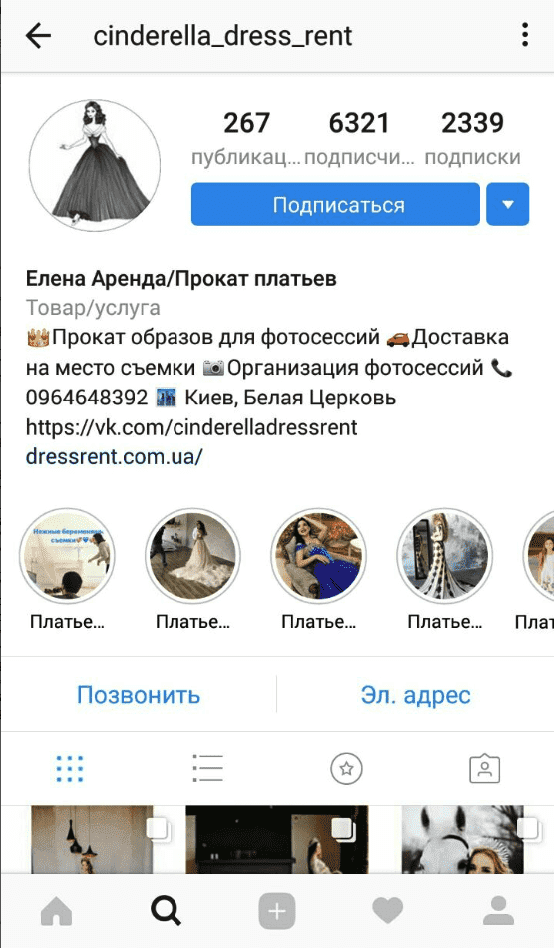 cinderella_dress_rent
267 6321 2339
публикац... подписчи... подписки
Подписаться
Елена Аренда/Прокат платьев
Товар/услуга
👑Прокат образов для фотосессий 🚗Доставка
на место съемки 📷Организация фотосессий 📞
0964648392 🌃 Киев, Белая Церковь
https://vk.com/cinderelladressrent
dressrent.com.ua/
Нежные беременные
съемки
Платье... Платье... Платье... Платье... Плат
Позвонить Эл. адрес